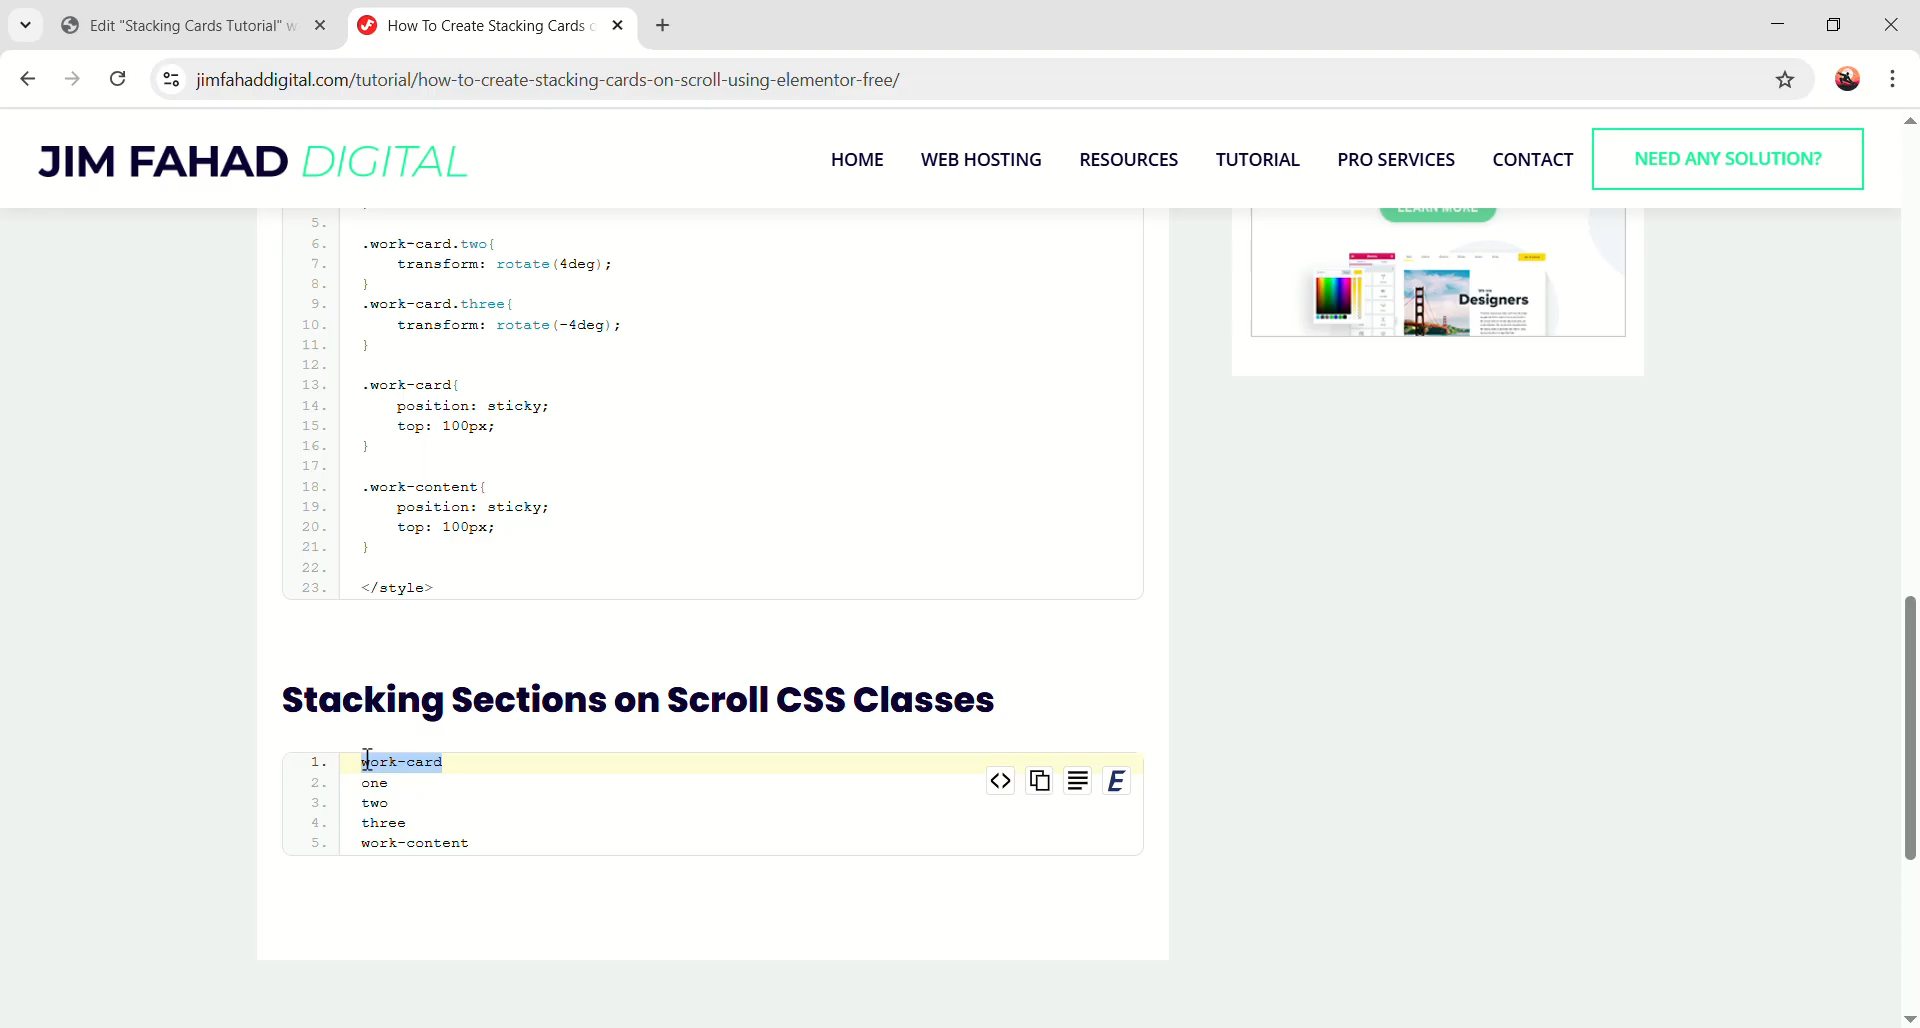 Edit "Stacking Cards Tutorial" w
How To Create Stacking Cards o
jimfahaddigital.com/tutorial/how-to-create-stacking-cards-on-scroll-using-elementor-free/
JIM FAHAD DIGITAL
HOME
WEB HOSTING
RESOURCES
TUTORIAL
PRO SERVICES
CONTACT
NEED ANY SOLUTION?
LEARN MORE
5.
6. .work-card.two{
7. transform: rotate(4deg);
8. }
9. .work-card.three{
10. transform: rotate(-4deg);
11. }
12.
13. .work-card{
14. position: sticky;
15. top: 100px;
16. }
17.
18. .work-content{
19. position: sticky;
20. top: 100px;
21. }
22.
23. </style>
Designers
Stacking Sections on Scroll CSS Classes
1. work-card
2. one
3. two
4. three
5. work-content